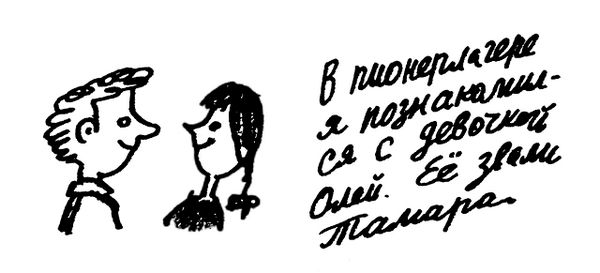 В пионерлагере
я познакомил-
ся с девочкой
Олей. Её звали
Тамара.